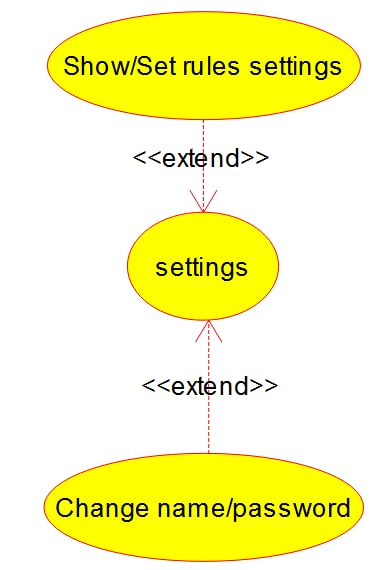 Show/Set rules settings
<<extend>>
settings
<<extend>>
Change name/password